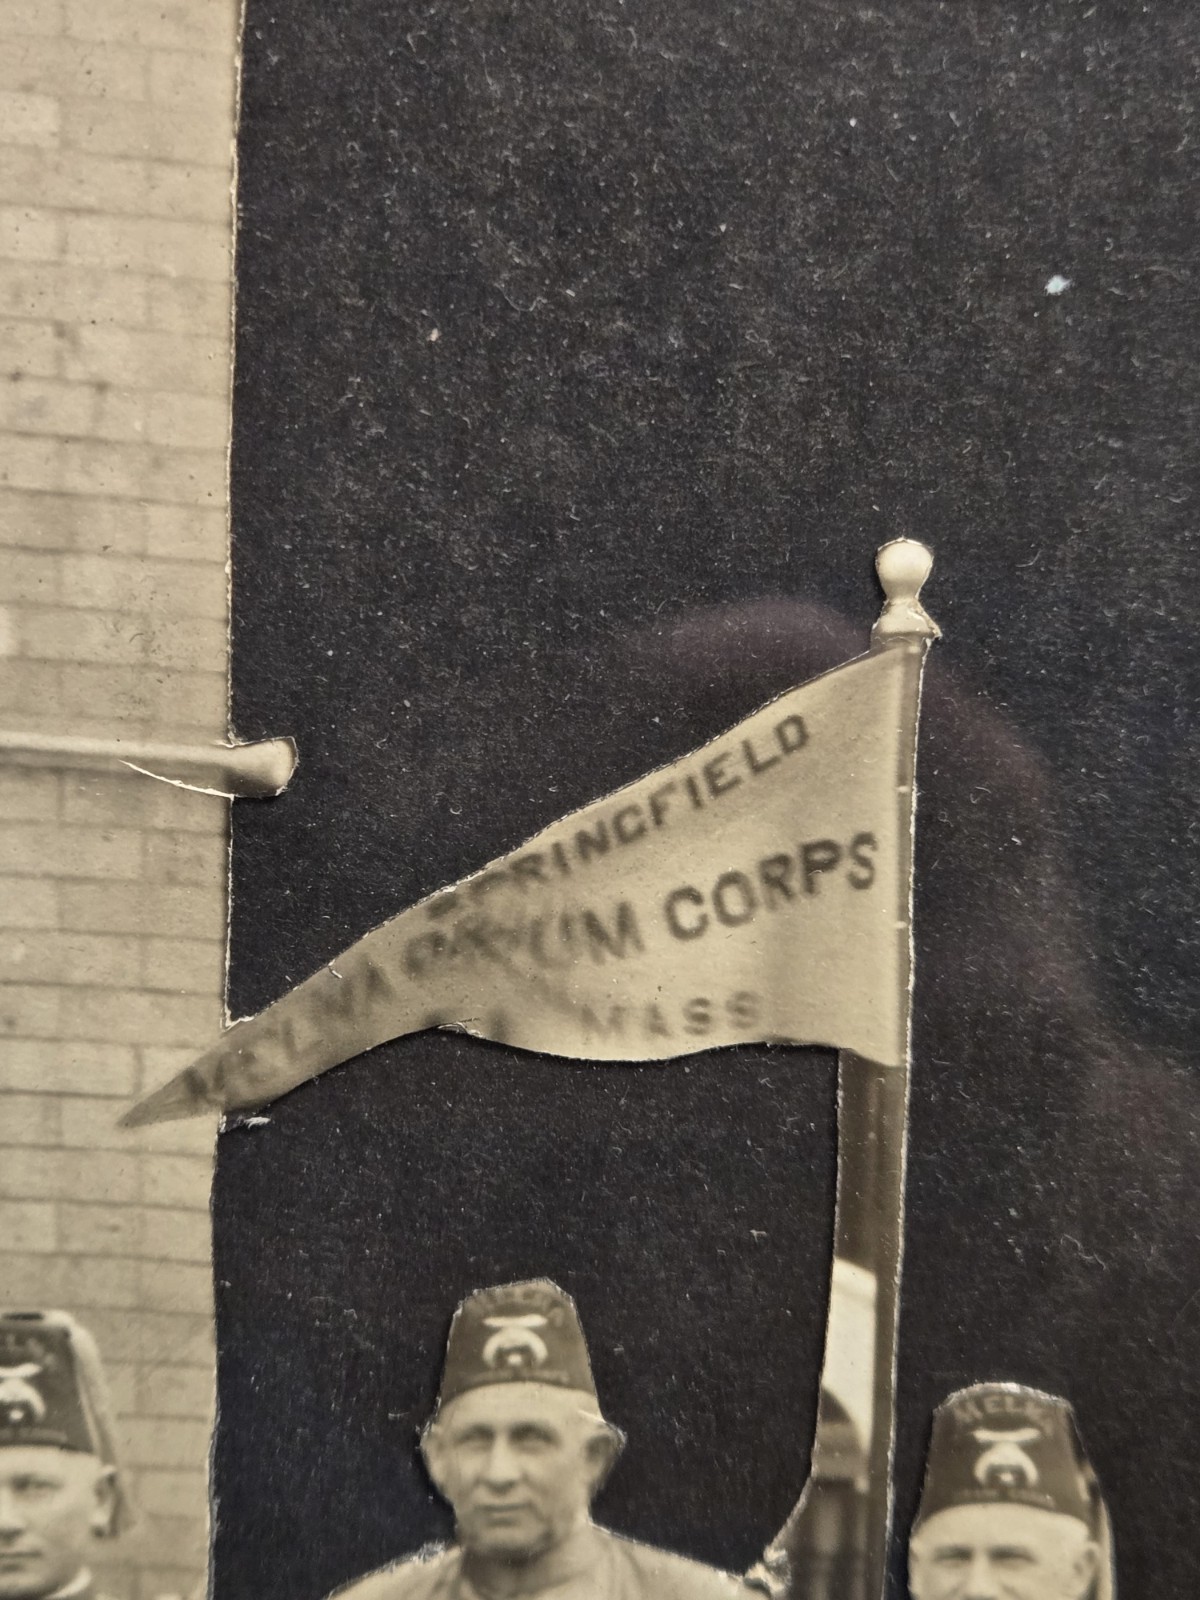 SPRINGFIELD
DRUM CORPS
MASS
MELHA